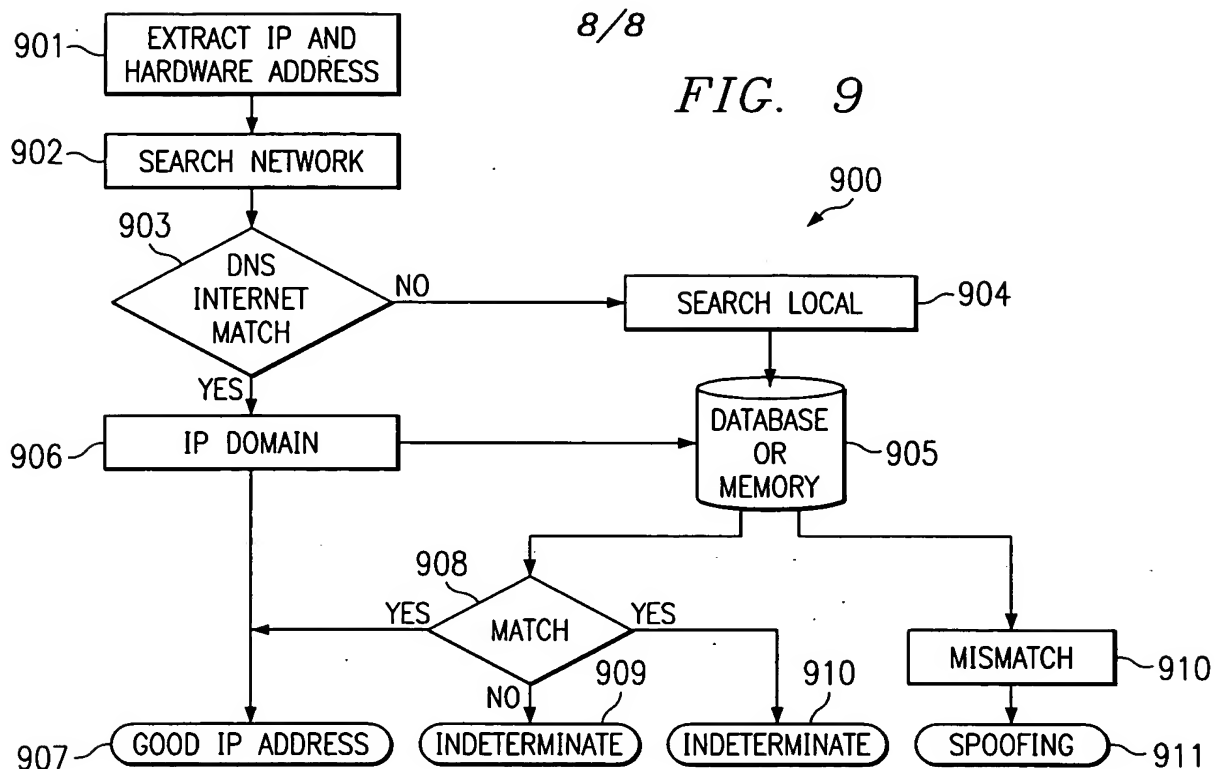 8/8
FIG. 9
901
EXTRACT IP AND
HARDWARE ADDRESS
902
SEARCH NETWORK
900
903
DNS
INTERNET
MATCH
NO
SEARCH LOCAL
904
YES
906
IP DOMAIN
DATABASE
OR
MEMORY
905
908
YES
MATCH
YES
NO
909
910
MISMATCH
910
907
GOOD IP ADDRESS
INDETERMINATE
INDETERMINATE
SPOOFING
911